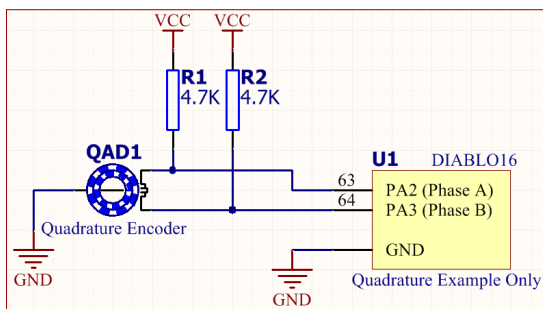 VCC VCC
R1 R2
4.7K 4.7K
QAD1
U1 DIABLO16
63 PA2 (Phase A)
64 PA3 (Phase B)
Quadrature Encoder
GND
GND
Quadrature Example Only
GND